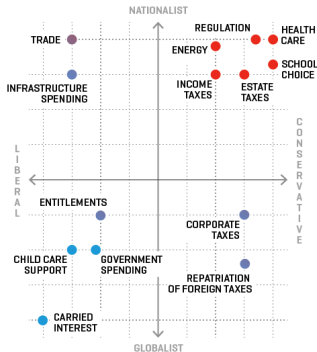 NATIONALIST
REGULATION
HEALTH
CARE
TRADE
ENERGY
SCHOOL
CHOICE
INFRASTRUCTURE
SPENDING
INCOME
TAXES
ESTATE
TAXES
LIBERAL
CONSERVATIVE
ENTITLEMENTS
CORPORATE
TAXES
CHILD CARE
SUPPORT
GOVERNMENT
SPENDING
REPATRIATION
OF FOREIGN TAXES
CARRIED
INTEREST
GLOBALIST